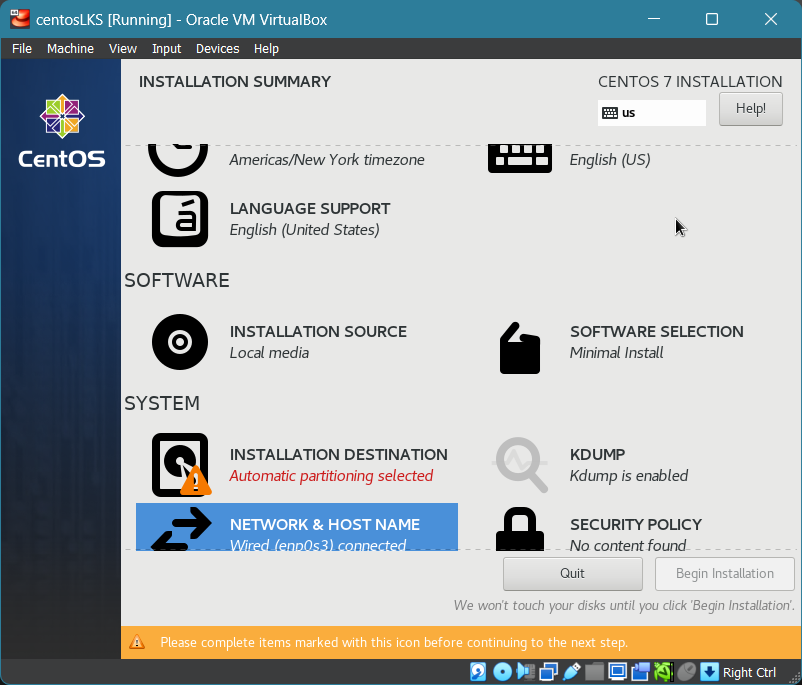 centosLKS [Running] - Oracle VM VirtualBox
File Machine View Input Devices Help
INSTALLATION SUMMARY
CENTOS 7 INSTALLATION
us
Help!
CentOS
Americas/New York timezone
English (US)
á
LANGUAGE SUPPORT
English (United States)
SOFTWARE
INSTALLATION SOURCE
Local media
SOFTWARE SELECTION
Minimal Install
SYSTEM
INSTALLATION DESTINATION
Automatic partitioning selected
KDUMP
Kdump is enabled
NETWORK & HOST NAME
Wired (enp0s3) connected
SECURITY POLICY
No content found
Quit
Begin Installation
We won't touch your disks until you click 'Begin Installation'.
Please complete items marked with this icon before continuing to the next step.
Right Ctrl